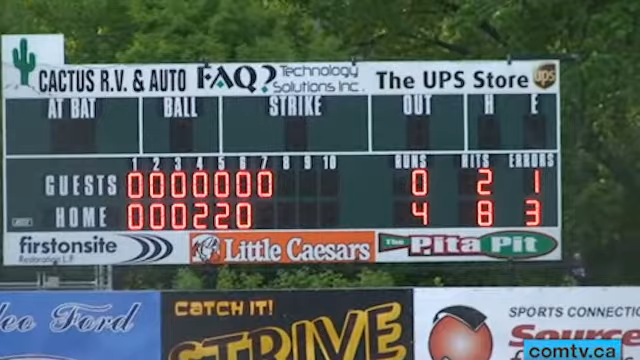 CACTUS R.V. & AUTO FAQ? Technology Solutions Inc. The UPS Store ups
AT BAT BALL STRIKE OUT H E
1 2 3 4 5 6 7 8 9 10 RUNS HITS ERRORS
GUESTS 0 0 0 0 0 0 0 0 2 1
HOME 0 0 0 2 2 0 4 8 3
firstonsite Restoration L.P. Little Caesars The Pita Pit
Ford CATCH IT! SPORTS CONNECTIO
STRIVE Source
comtv.ca